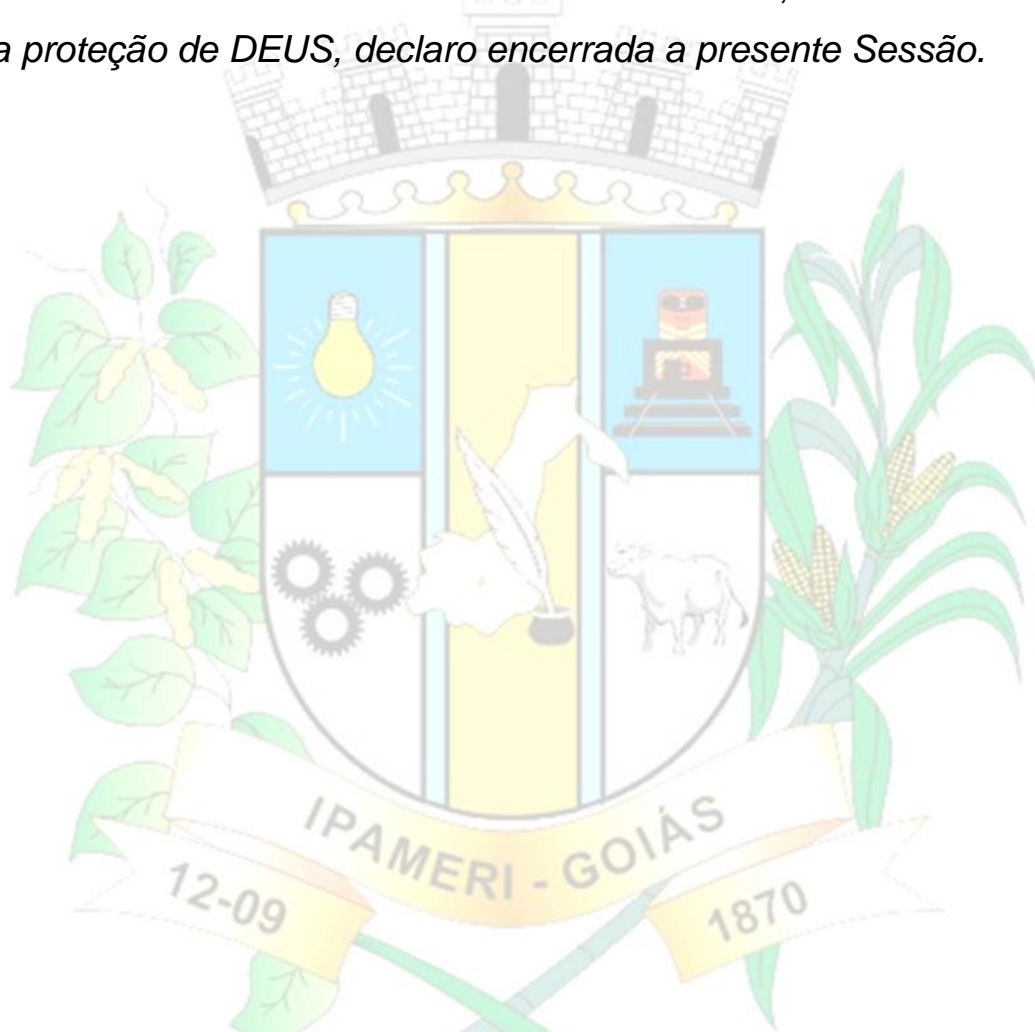 a proteção de DEUS, declaro encerrada a presente Sessão.
IPAMERI - GOIÁS
12-09
1870